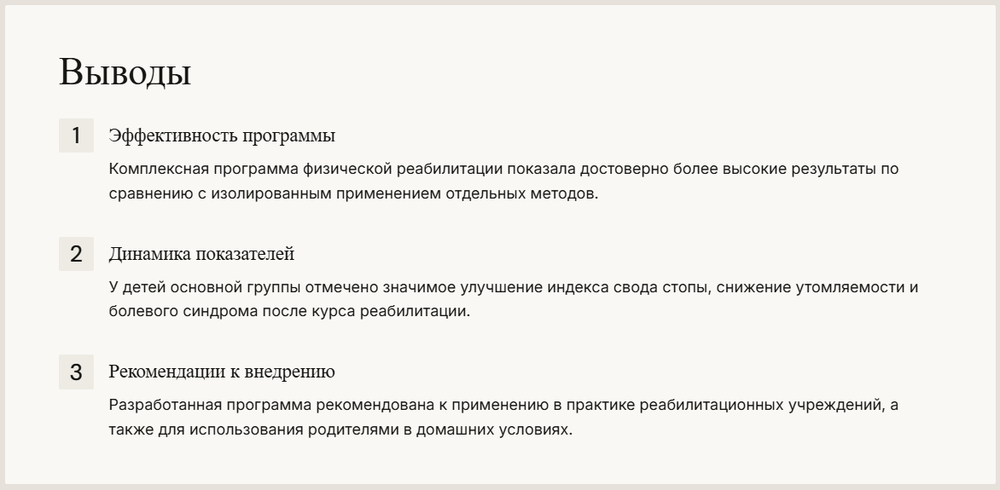 Выводы
1
Эффективность программы
Комплексная программа физической реабилитации показала достоверно более высокие результаты по
сравнению с изолированным применением отдельных методов.
2
Динамика показателей
У детей основной группы отмечено значимое улучшение индекса свода стопы, снижение утомляемости и
болевого синдрома после курса реабилитации.
3
Рекомендации к внедрению
Разработанная программа рекомендована к применению в практике реабилитационных учреждений, а
также для использования родителями в домашних условиях.